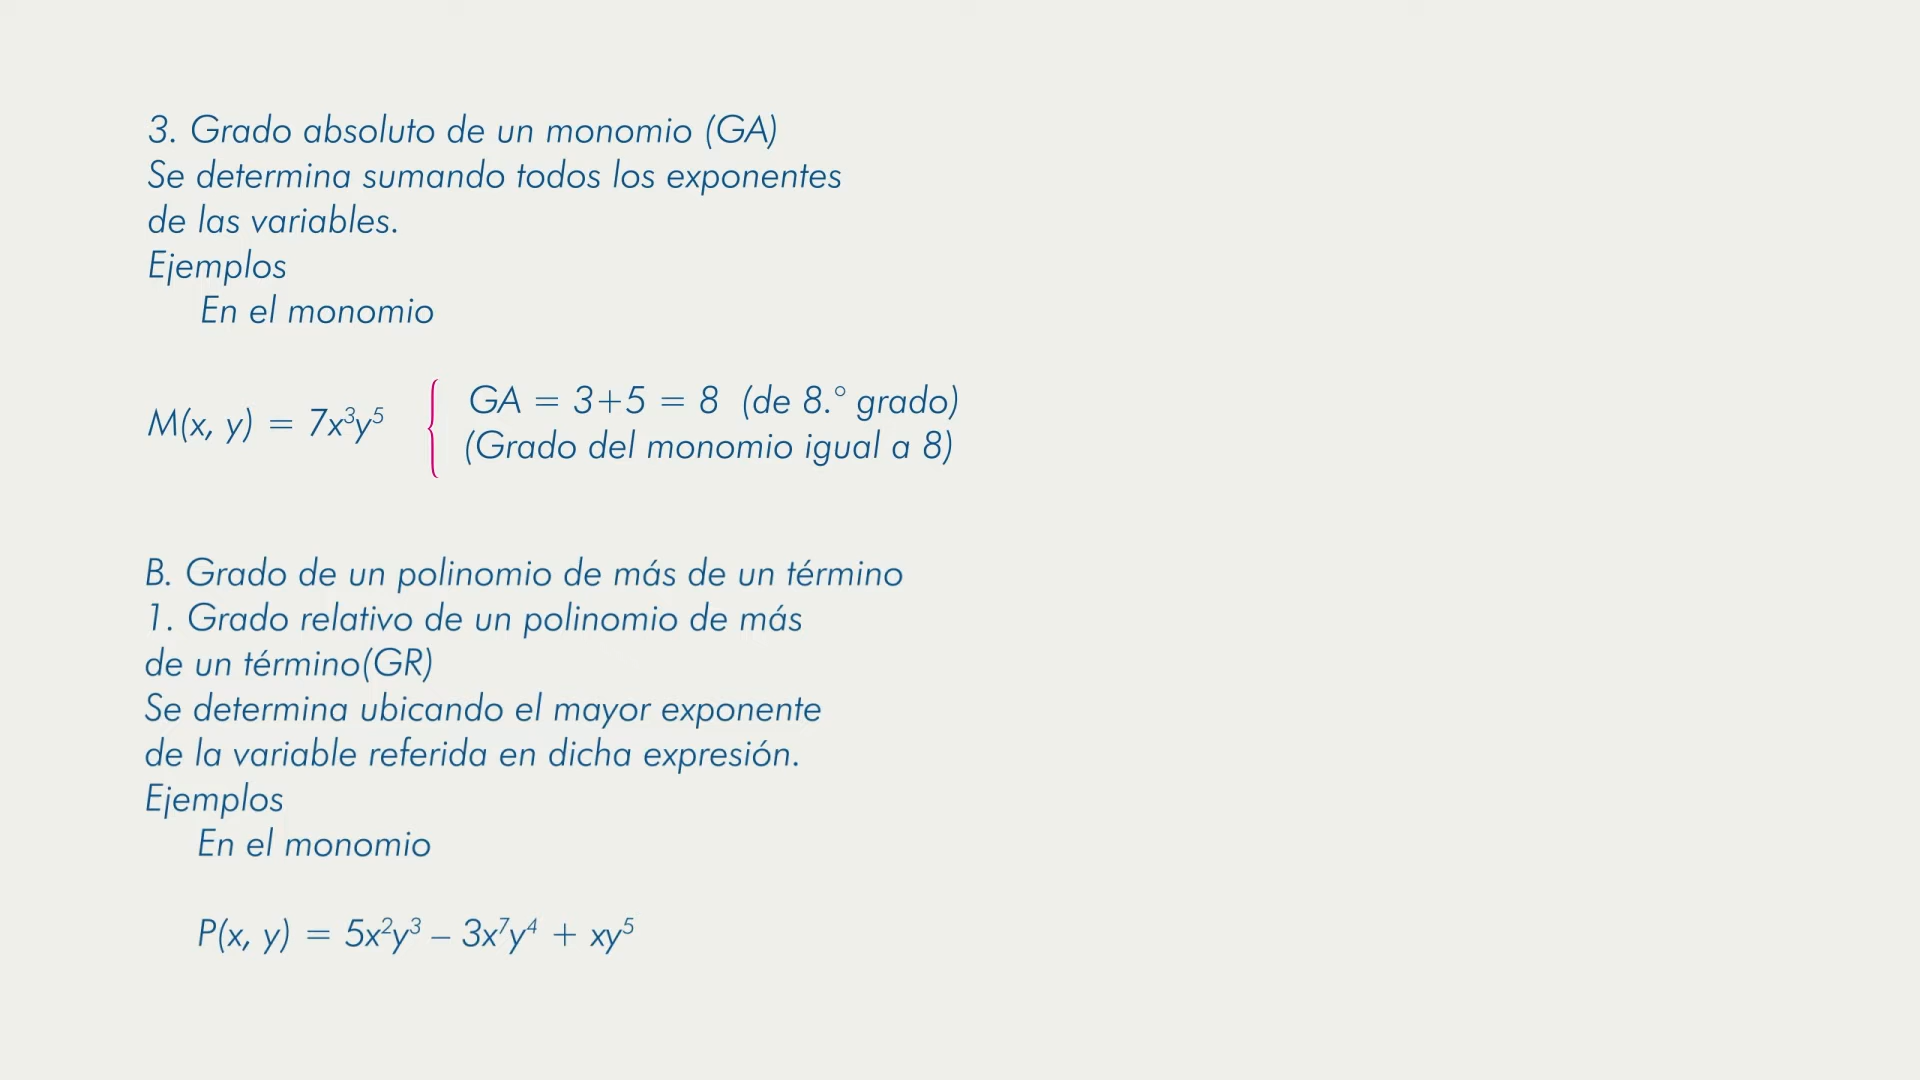 3. Grado absoluto de un monomio (GA)
Se determina sumando todos los exponentes
de las variables.
Ejemplos
En el monomio
M(x, y) = 7x³y⁵
GA = 3+5 = 8 (de 8.° grado)
(Grado del monomio igual a 8)
B. Grado de un polinomio de más de un término
1. Grado relativo de un polinomio de más
de un término(GR)
Se determina ubicando el mayor exponente
de la variable referida en dicha expresión.
Ejemplos
En el monomio
P(x, y) = 5x²y³ – 3x⁷y⁴ + xy⁵